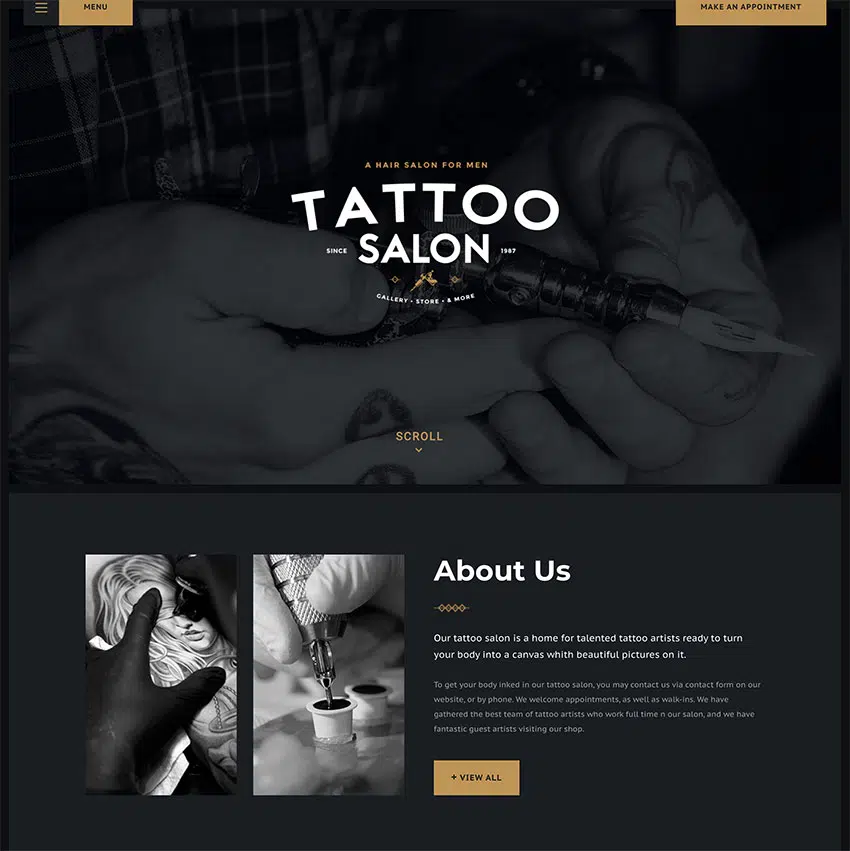 MENU
MAKE AN APPOINTMENT
A HAIR SALON FOR MEN
TATTOO
SINCE SALON 1987
GALLERY • STORE • & MORE
SCROLL
About Us
Our tattoo salon is a home for talented tattoo artists ready to turn
your body into a canvas whith beautiful pictures on it.
To get your body inked in our tattoo salon, you may contact us via contact form on our
website, or by phone. We welcome appointments, as well as walk-ins. We have
gathered the best team of tattoo artists who work full time n our salon, and we have
fantastic guest artists visiting our shop.
+ VIEW ALL